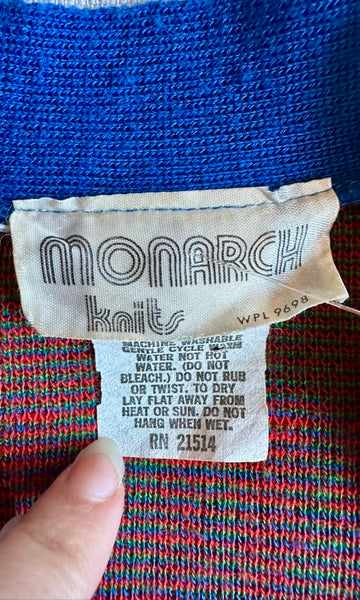 MONARCH
knits
WPL 9698
MACHINE WASHABLE
GENTLE CYCLE WARM
WATER NOT HOT
WATER. (DO NOT
BLEACH.) DO NOT RUB
OR TWIST. TO DRY
LAY FLAT AWAY FROM
HEAT OR SUN. DO NOT
HANG WHEN WET.
RN 21514